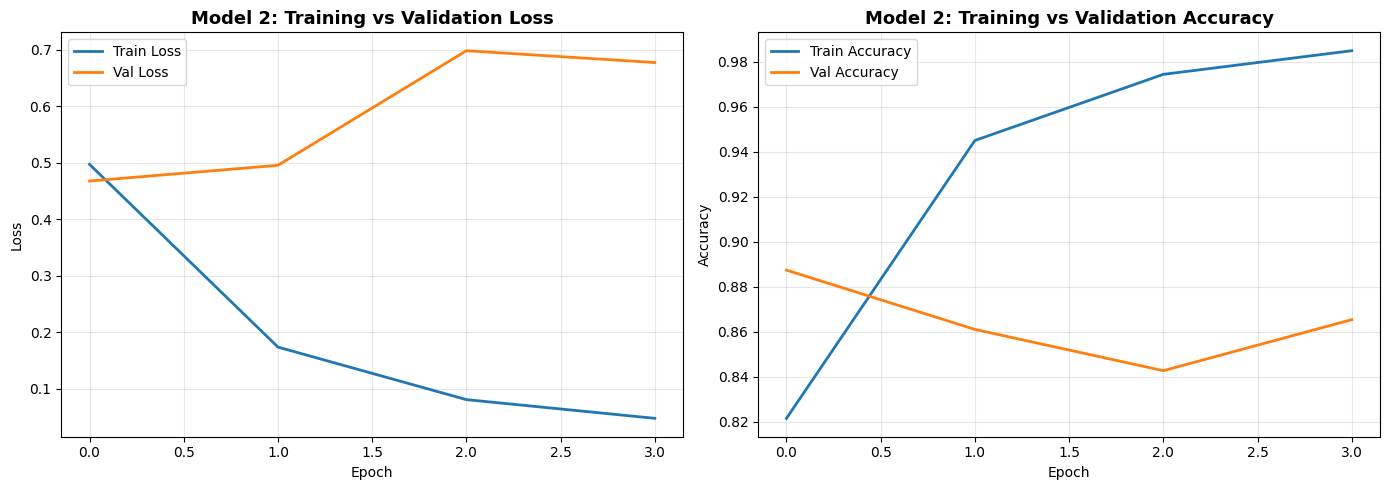 Model 2: Training vs Validation Loss
Train Loss
Val Loss
0.7
0.6
0.5
0.4
0.3
0.2
0.1
Loss
0.0 0.5 1.0 1.5 2.0 2.5 3.0
Epoch
Model 2: Training vs Validation Accuracy
Train Accuracy
Val Accuracy
0.98
0.96
0.94
0.92
0.90
0.88
0.86
0.84
0.82
Accuracy
0.0 0.5 1.0 1.5 2.0 2.5 3.0
Epoch